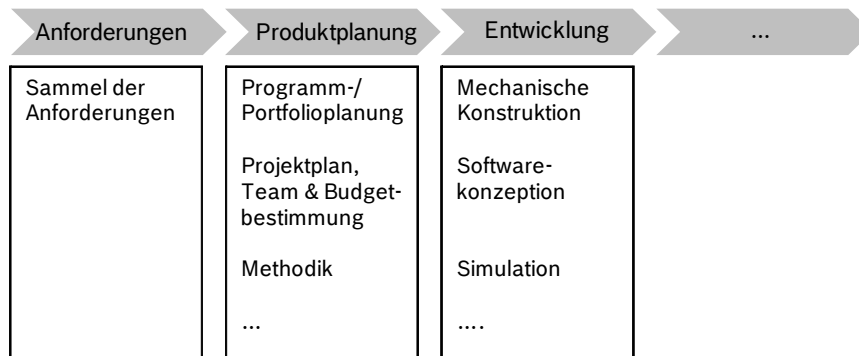 Anforderungen
Produktplanung
Entwicklung
...
Sammel der
Anforderungen
Programm-/
Portfolioplanung
Projektplan,
Team & Budget-
bestimmung
Methodik
...
Mechanische
Konstruktion
Software-
konzeption
Simulation
....